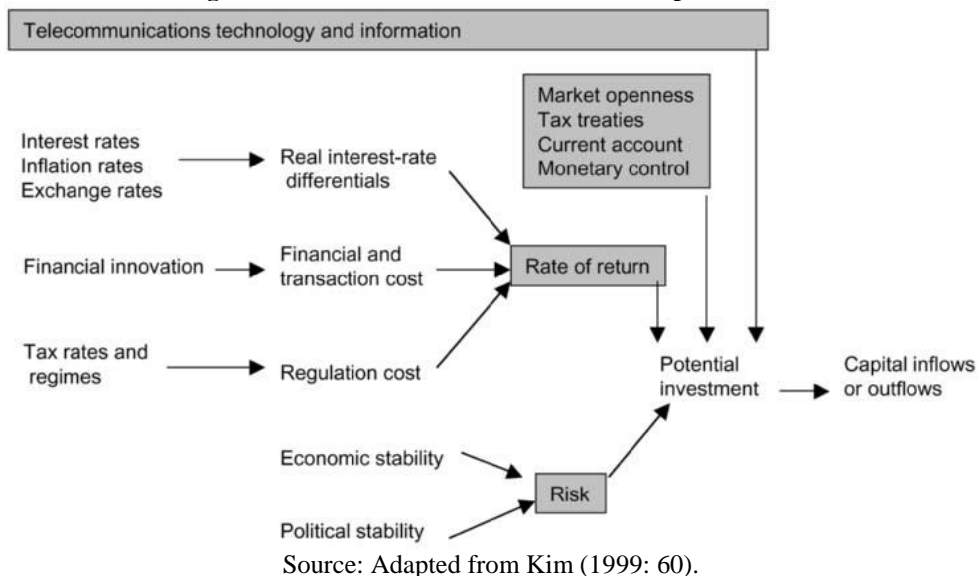 Telecommunications technology and information
Market openness
Tax treaties
Current account
Monetary control
Interest rates
Inflation rates
Exchange rates
Real interest-rate
differentials
Financial innovation
Financial and
transaction cost
Rate of return
Tax rates and
regimes
Regulation cost
Potential
investment
Capital inflows
or outflows
Economic stability
Risk
Political stability
Source: Adapted from Kim (1999: 60).